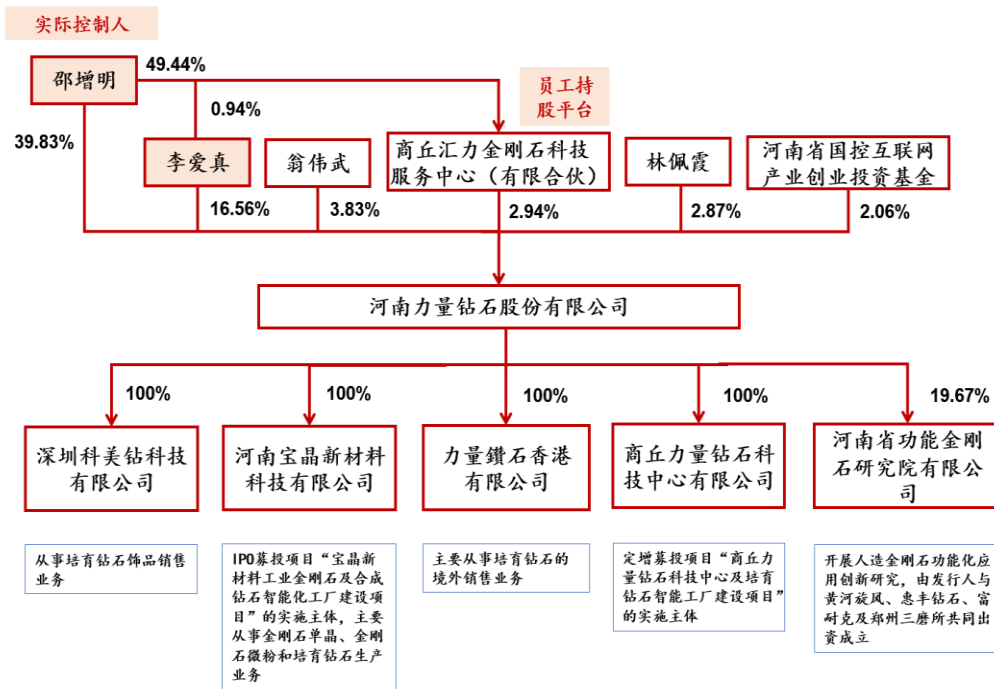 实际控制人
邵增明
49.44%
员工持
股平台
0.94%
39.83%
李爱真
翁伟武
商丘汇力金刚石科技
服务中心（有限合伙）
林佩霞
河南省国控互联网
产业创业投资基金
16.56%
3.83%
2.94%
2.87%
2.06%
河南力量钻石股份有限公司
100%
100%
100%
100%
19.67%
深圳科美钻科技
有限公司
河南宝晶新材料
科技有限公司
力量鑽石香港
有限公司
商丘力量钻石科
技中心有限公司
河南省功能金刚
石研究院有限公
司
从事培育钻石饰品销售
业务
IPO募投项目“宝晶新
材料工业金刚石及合成
钻石智能化工厂建设项
目”的实施主体，主要
从事金刚石单晶、金刚
石微粉和培育钻石生产
业务
主要从事培育钻石的
境外销售业务
定增募投项目“商丘力
量钻石科技中心及培育
钻石智能工厂建设项目”
的实施主体
开展人造金刚石功能化应
用创新研究，由发行人与
黄河旋风、惠丰钻石、富
耐克及郑州三磨所共同出
资成立